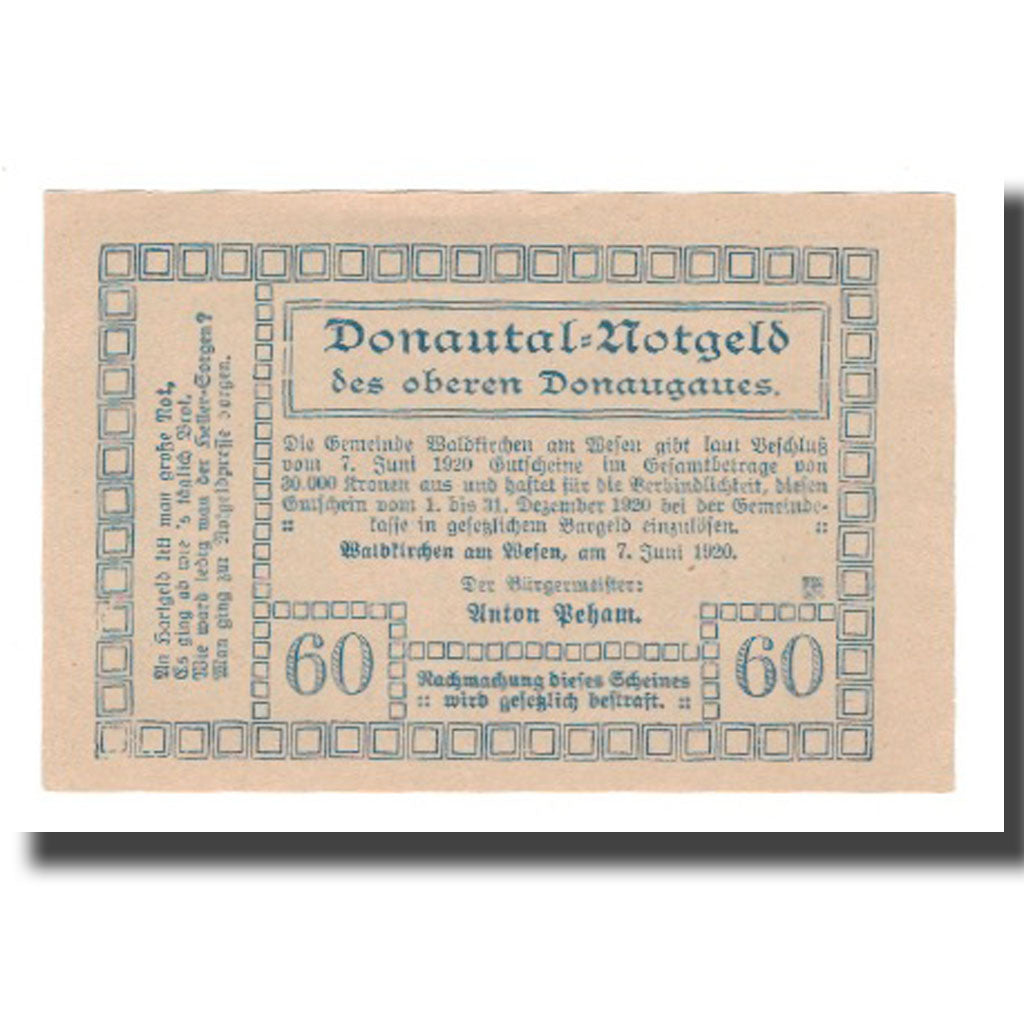 An Hartgeld litt man große Not,
Es ging ab wie 's täglich Brot.
Wie ward ledig man der Heller-Sorgen?
Man ging zur Notgeldpresse borgen.
Donautal=Notgeld
des oberen Donaugaues.
Die Gemeinde Waldkirchen am Wesen gibt laut Beschluß
vom 7. Juni 1920 Gutscheine im Gesamtbetrage von
30.000 Kronen aus und haftet für die Verbindlichkeit, diesen
Gutschein vom 1. bis 31. Dezember 1920 bei der Gemeinde-
:: kasse in gesetzlichem Bargeld einzulösen. ::
Waldkirchen am Wesen, am 7. Juni 1920.
Der Bürgermeister:
Anton Peham.
60
Nachmachung dieses Scheines
:: wird gesetzlich bestraft. ::
60